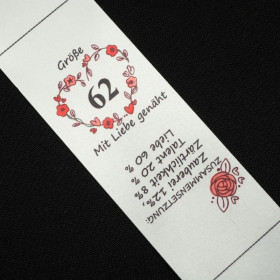 Größe
62
Mit Liebe genäht
ZUSAMMENSETZUNG:
Zauberei 12%,
Zärtlichkeit 8%,
Talent 20 %
Liebe 60 %